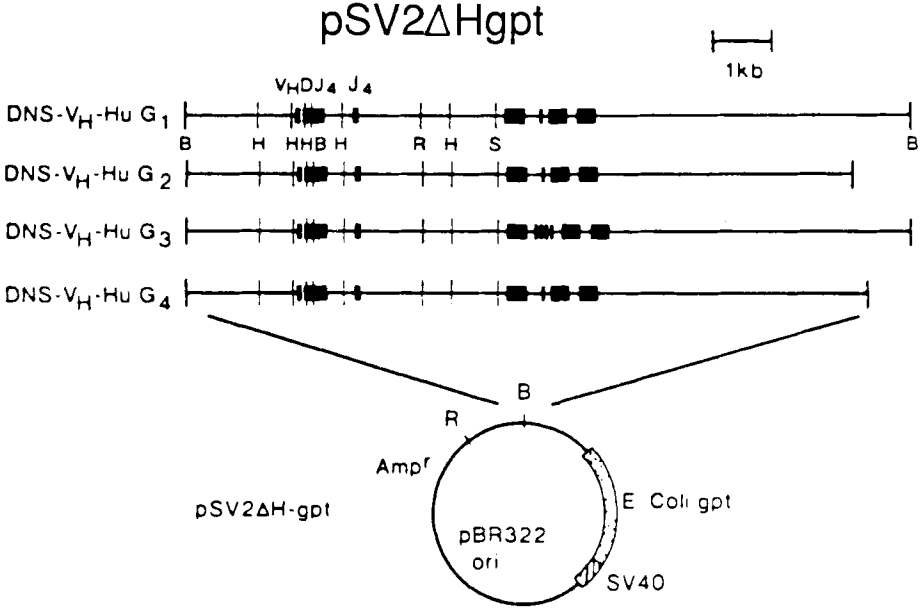 pSV2ΔHgpt
1kb
VHDJ4 J4
DNS-VH-Hu G1
B H HHB H R H S B
DNS-VH-Hu G2
DNS-VH-Hu G3
DNS-VH-Hu G4
B
R
Ampr
E Coli gpt
pSV2ΔH-gpt
pBR322
ori
SV40